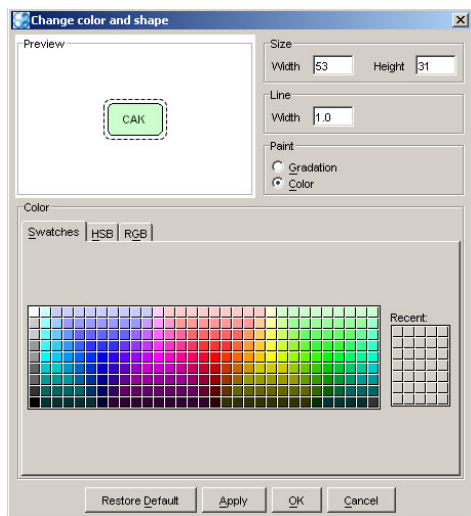 Change color and shape
Preview
CAK
Size
Width 53 Height 31
Line
Width 1.0
Paint
Gradation
Color
Color
Swatches HSB RGB
Recent:
Restore Default Apply OK Cancel